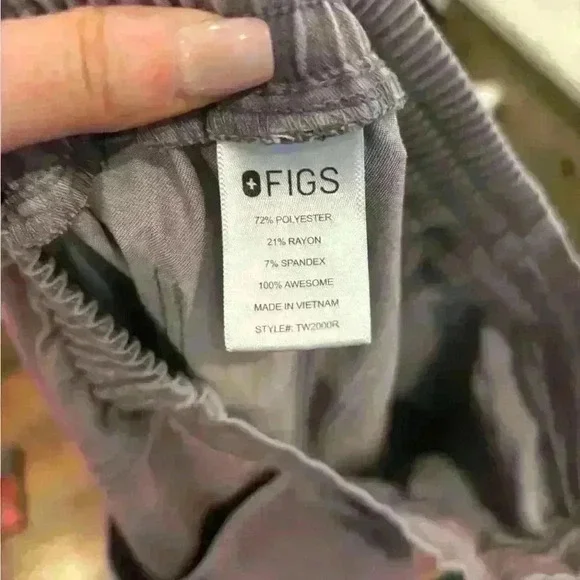 FIGS
72% POLYESTER
21% RAYON
7% SPANDEX
100% AWESOME
MADE IN VIETNAM
STYLE#: TW2000R